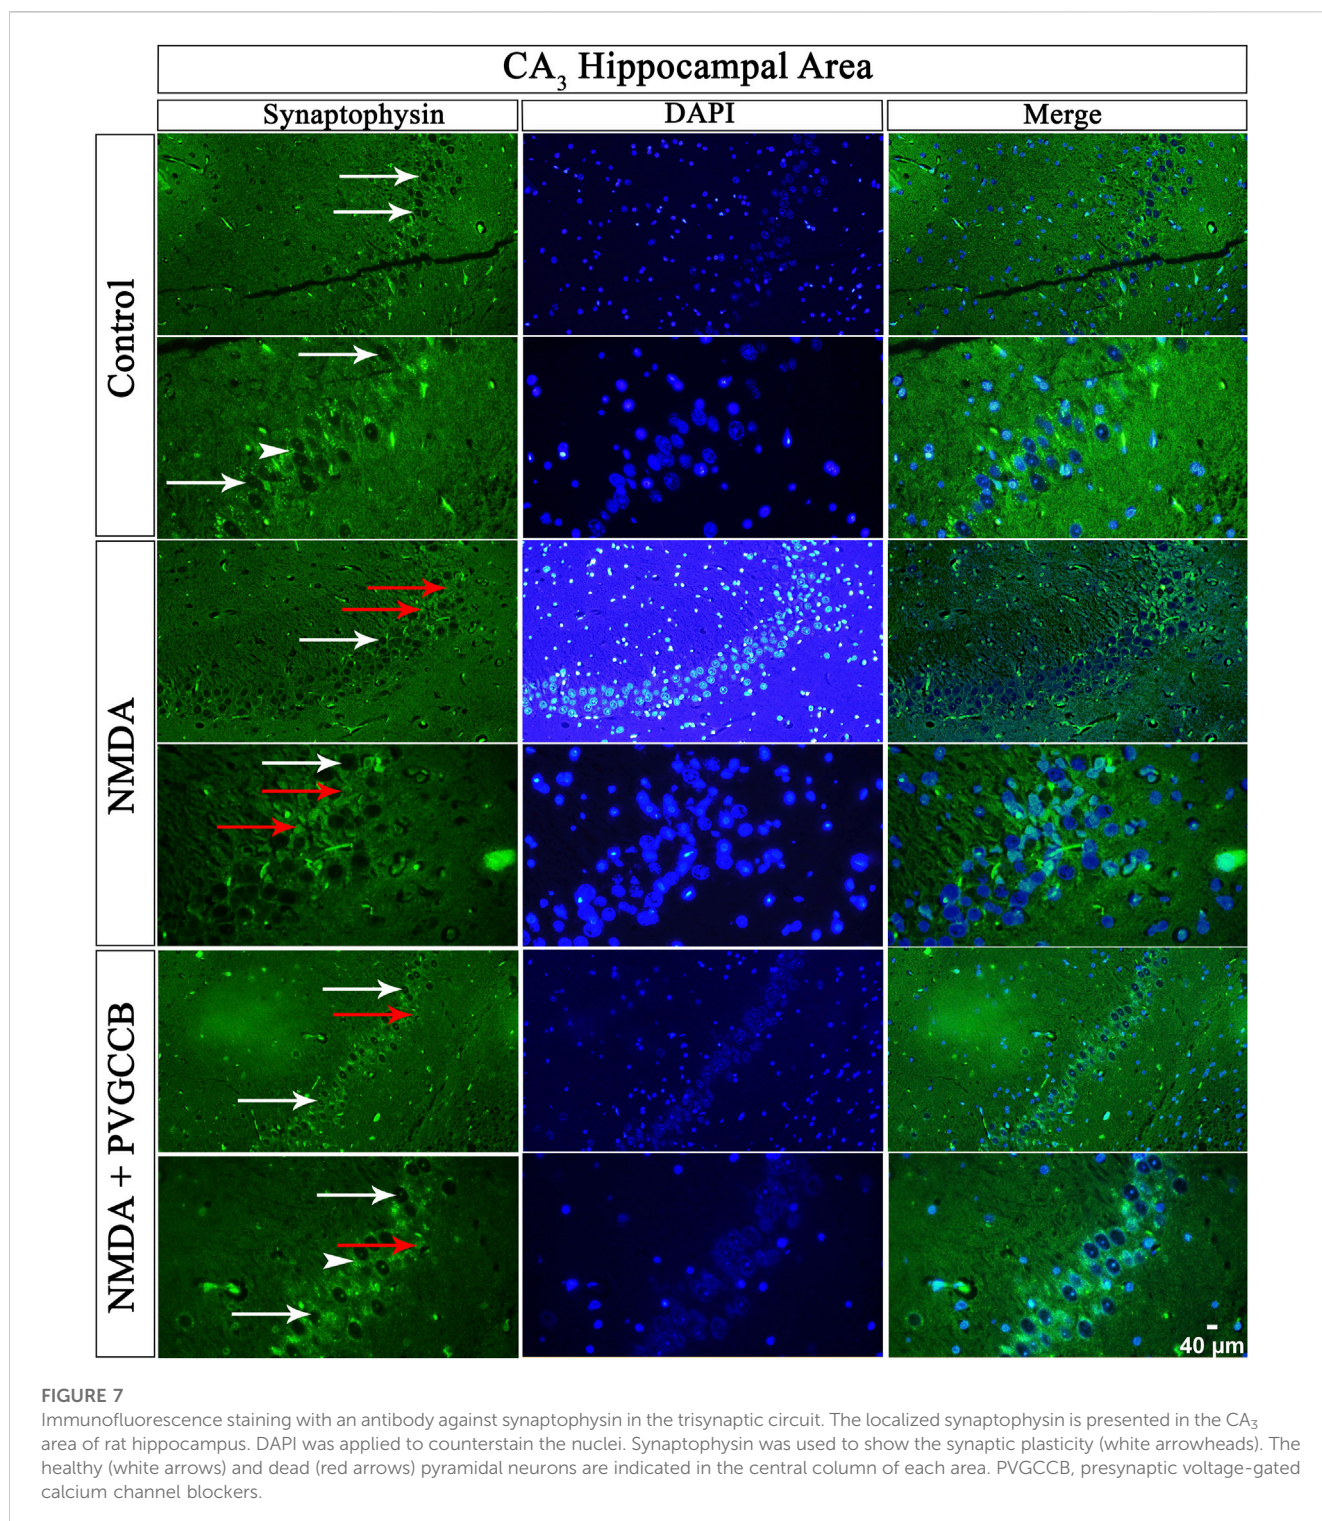 CA₃ Hippocampal Area
Synaptophysin
DAPI
Merge
Control
NMDA
NMDA + PVGCCB
40 µm
FIGURE 7
Immunofluorescence staining with an antibody against synaptophysin in the trisynaptic circuit. The localized synaptophysin is presented in the CA₃
area of rat hippocampus. DAPI was applied to counterstain the nuclei. Synaptophysin was used to show the synaptic plasticity (white arrowheads). The
healthy (white arrows) and dead (red arrows) pyramidal neurons are indicated in the central column of each area. PVGCCB, presynaptic voltage-gated
calcium channel blockers.